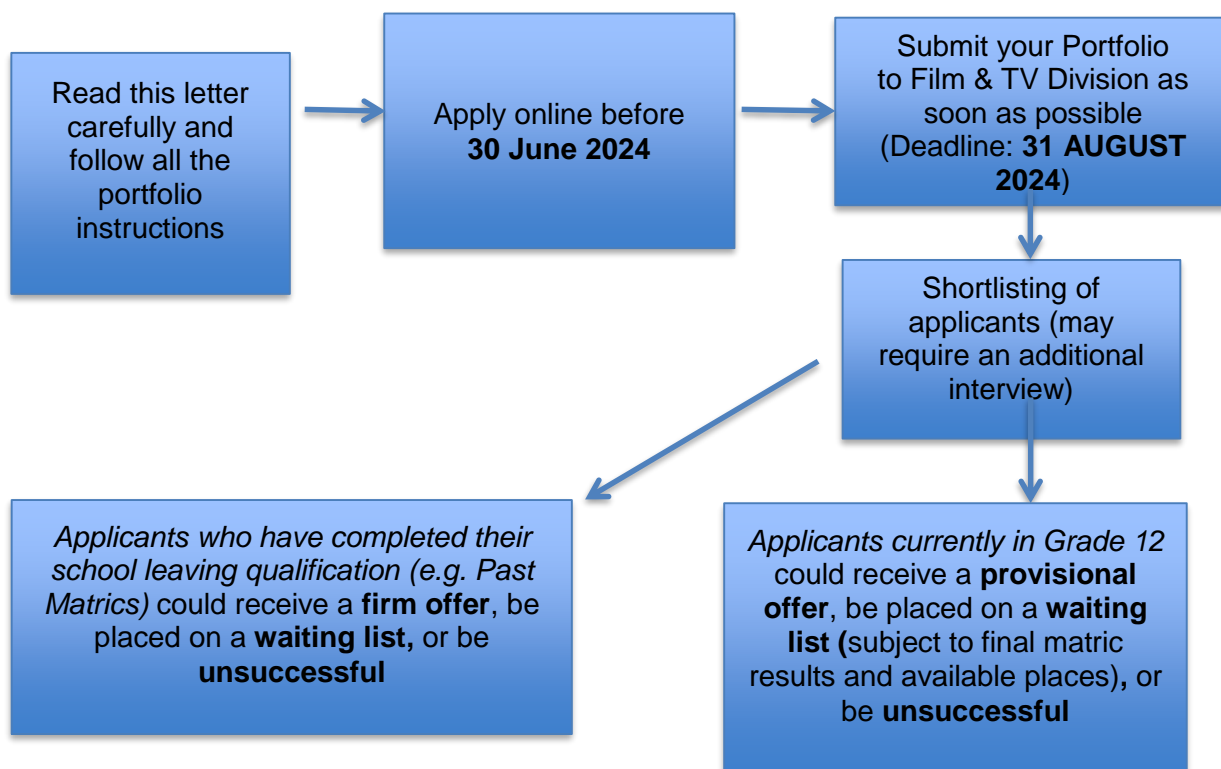 Read this letter
carefully and
follow all the
portfolio
instructions
Apply online before
30 June 2024
Submit your Portfolio
to Film & TV Division as
soon as possible
(Deadline: 31 AUGUST
2024)
Shortlisting of
applicants (may
require an additional
interview)
Applicants who have completed their
school leaving qualification (e.g. Past
Matrics) could receive a firm offer, be
placed on a waiting list, or be
unsuccessful
Applicants currently in Grade 12
could receive a provisional
offer, be placed on a waiting
list (subject to final matric
results and available places), or
be unsuccessful